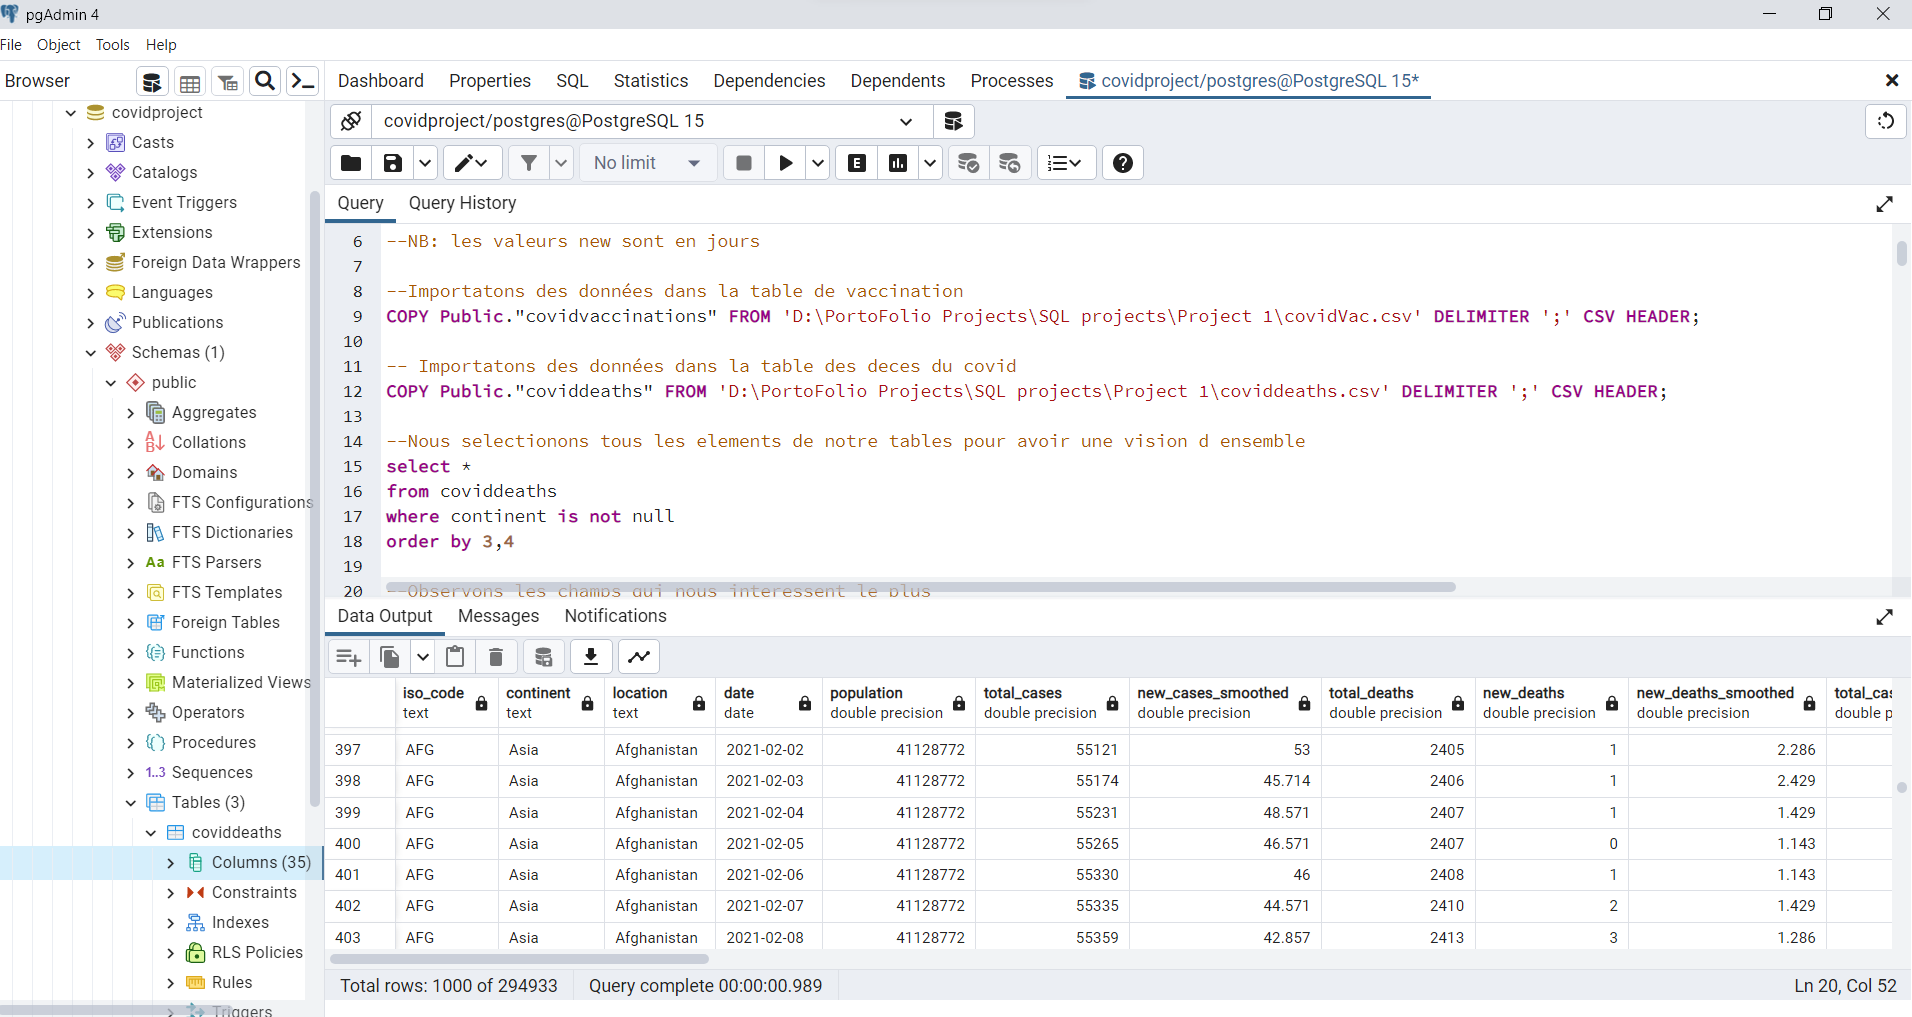 pgAdmin 4
File Object Tools Help
Browser
Dashboard Properties SQL Statistics Dependencies Dependents Processes covidproject/postgres@PostgreSQL 15*
covidproject
Casts
Catalogs
Event Triggers
Extensions
Foreign Data Wrappers
Languages
Publications
Schemas (1)
public
Aggregates
Collations
Domains
FTS Configurations
FTS Dictionaries
Aa FTS Parsers
FTS Templates
Foreign Tables
Functions
Materialized Views
Operators
Procedures
1..3 Sequences
Tables (3)
coviddeaths
Columns (35)
Constraints
Indexes
RLS Policies
Rules
Triggers
covidproject/postgres@PostgreSQL 15
No limit
E
Query Query History
6 --NB: les valeurs new sont en jours
7
8 --Importatons des données dans la table de vaccination
9 COPY Public."covidvaccinations" FROM 'D:\PortoFolio Projects\SQL projects\Project 1\covidVac.csv' DELIMITER ';' CSV HEADER;
10
11 -- Importatons des données dans la table des deces du covid
12 COPY Public."coviddeaths" FROM 'D:\PortoFolio Projects\SQL projects\Project 1\coviddeaths.csv' DELIMITER ';' CSV HEADER;
13
14 --Nous selectionons tous les elements de notre tables pour avoir une vision d ensemble
15 select *
16 from coviddeaths
17 where continent is not null
18 order by 3,4
19
20 --Observons les champs qui nous interessent le plus
Data Output Messages Notifications
iso_code continent location date population total_cases new_cases_smoothed total_deaths new_deaths new_deaths_smoothed total_cas
text text text date double precision double precision double precision double precision double precision double precision double p
397 AFG Asia Afghanistan 2021-02-02 41128772 55121 53 2405 1 2.286
398 AFG Asia Afghanistan 2021-02-03 41128772 55174 45.714 2406 1 2.429
399 AFG Asia Afghanistan 2021-02-04 41128772 55231 48.571 2407 1 1.429
400 AFG Asia Afghanistan 2021-02-05 41128772 55265 46.571 2407 0 1.143
401 AFG Asia Afghanistan 2021-02-06 41128772 55330 46 2408 1 1.143
402 AFG Asia Afghanistan 2021-02-07 41128772 55335 44.571 2410 2 1.429
403 AFG Asia Afghanistan 2021-02-08 41128772 55359 42.857 2413 3 1.286
Total rows: 1000 of 294933 Query complete 00:00:00.989 Ln 20, Col 52